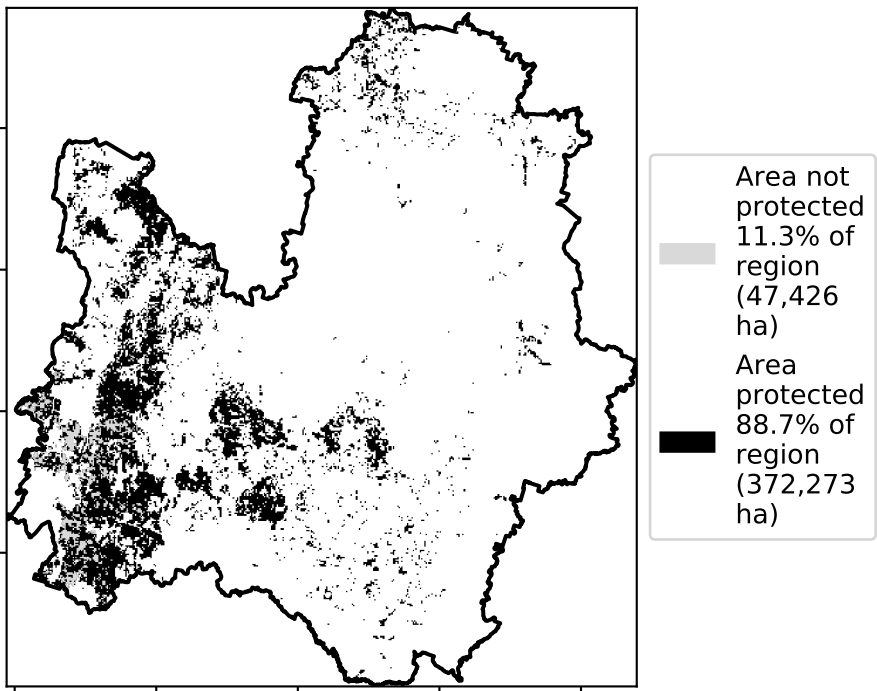 Area not
protected
11.3% of
region
(47,426
ha)
Area
protected
88.7% of
region
(372,273
ha)